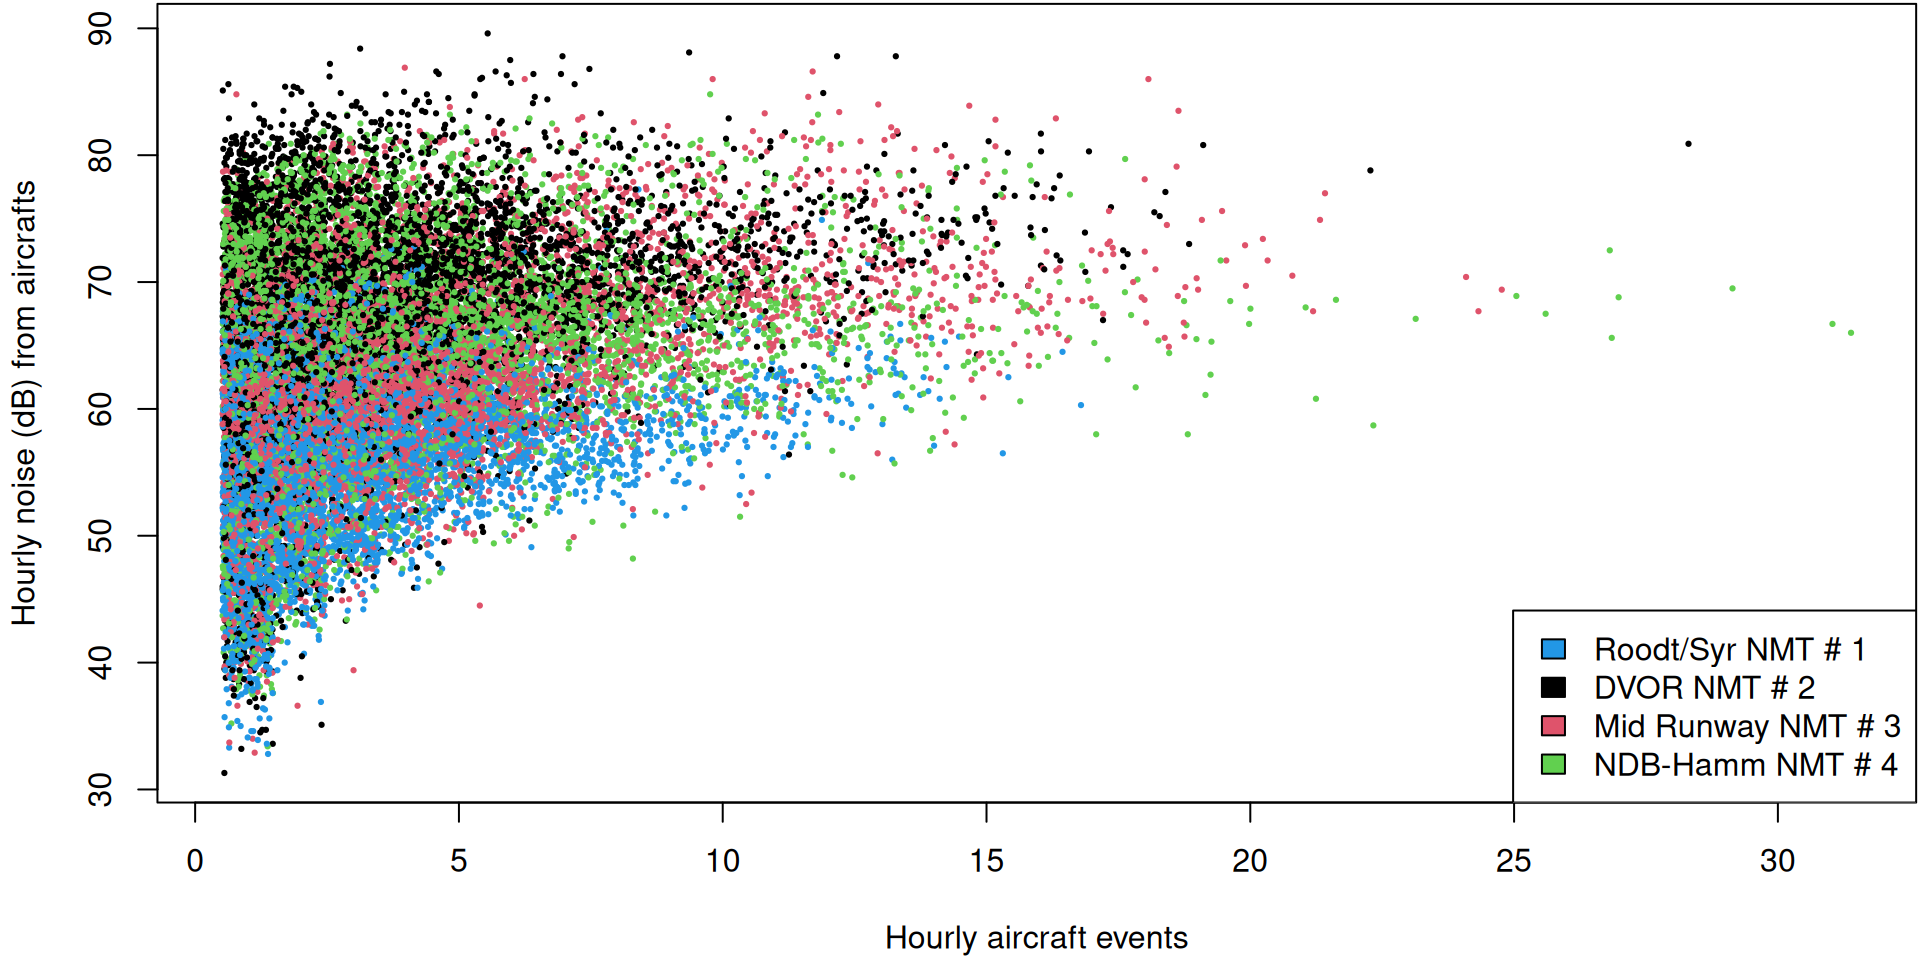 Hourly noise (dB) from aircrafts
90
80
70
60
50
40
30
0 5 10 15 20 25 30
Hourly aircraft events
Roodt/Syr NMT # 1
DVOR NMT # 2
Mid Runway NMT # 3
NDB-Hamm NMT # 4